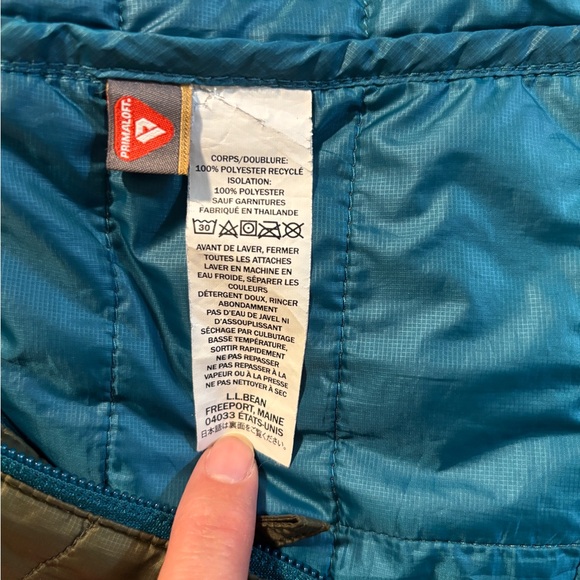 PRIMALOFT®
CORPS/DOUBLURE:
100% POLYESTER RECYCLÉ
ISOLATION:
100% POLYESTER
SAUF GARNITURES
FABRIQUÉ EN THAILANDE
30
AVANT DE LAVER, FERMER
TOUTES LES ATTACHES
LAVER EN MACHINE EN
EAU FROIDE, SÉPARER LES
COULEURS
DÉTERGENT DOUX, RINCER
ABONDAMMENT
PAS D'EAU DE JAVEL NI
D'ASSOUPLISSANT
SÉCHAGE PAR CULBUTAGE
BASSE TEMPÉRATURE,
SORTIR RAPIDEMENT
NE PAS REPASSER
NE PAS REPASSER À LA
VAPEUR OU À LA MAIN
NE PAS NETTOYER À SEC
L.L.BEAN
FREEPORT, MAINE
04033 ÉTATS-UNIS
日本語は裏面をご覧ください。